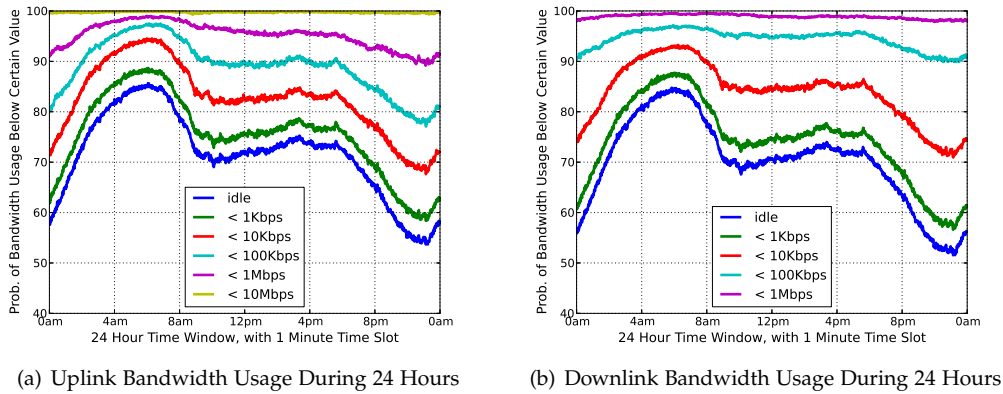 Prob. of Bandwidth Usage Below Certain Value
100
90
80
70
60
50
40
idle
< 1Kbps
< 10Kbps
< 100Kbps
< 1Mbps
< 10Mbps
0am 4am 8am 12pm 4pm 8pm 0am
24 Hour Time Window, with 1 Minute Time Slot
(a) Uplink Bandwidth Usage During 24 Hours
Prob. of Bandwidth Usage Below Certain Value
100
90
80
70
60
50
40
idle
< 1Kbps
< 10Kbps
< 100Kbps
< 1Mbps
0am 4am 8am 12pm 4pm 8pm 0am
24 Hour Time Window, with 1 Minute Time Slot
(b) Downlink Bandwidth Usage During 24 Hours